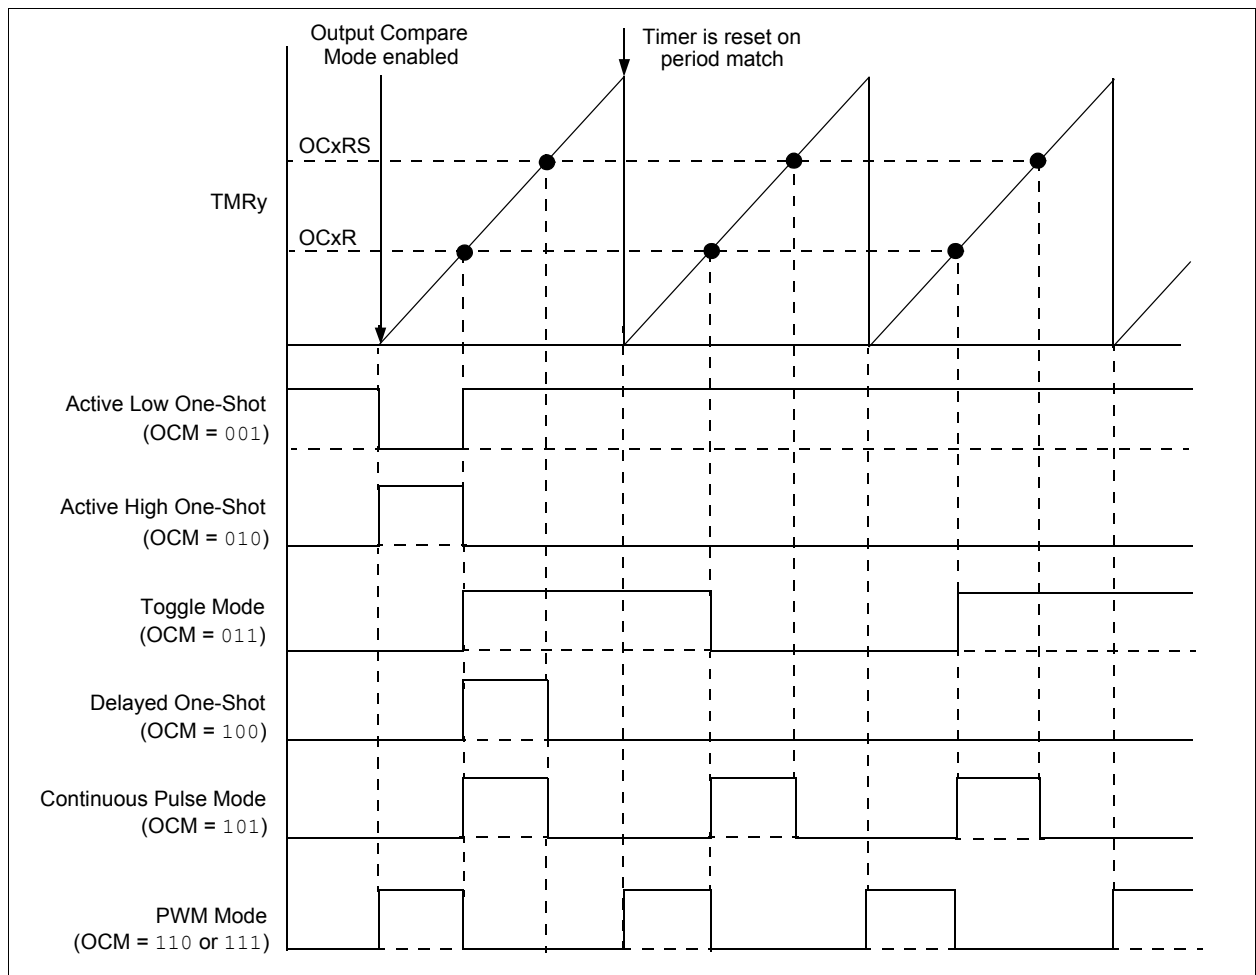 Output Compare
Mode enabled
Timer is reset on
period match
OCxRS
TMRy
OCxR
Active Low One-Shot
(OCM = 001)
Active High One-Shot
(OCM = 010)
Toggle Mode
(OCM = 011)
Delayed One-Shot
(OCM = 100)
Continuous Pulse Mode
(OCM = 101)
PWM Mode
(OCM = 110 or 111)